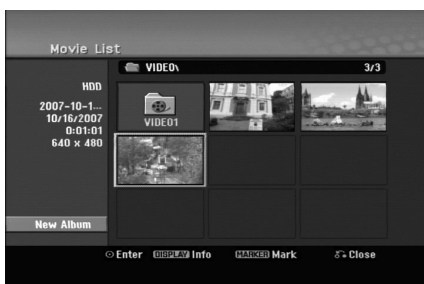 Movie List
VIDEO\ 3/3
HDD
2007-10-1...
10/16/2007
0:01:01
640 x 480
VIDEO1
New Album
Enter DISPLAY Info MARKER Mark Close